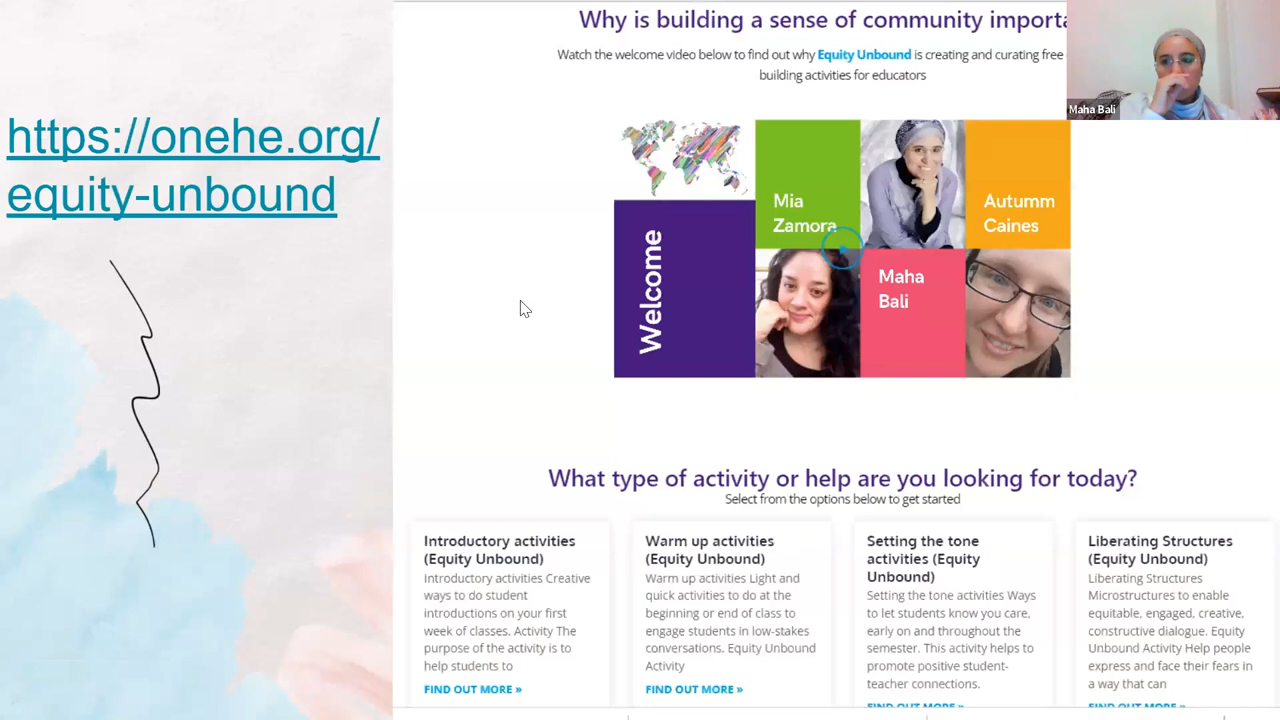 https://onehe.org/
equity-unbound
Why is building a sense of community importa
Watch the welcome video below to find out why Equity Unbound is creating and curating free
building activities for educators
Maha Bali
Welcome
Mia
Zamora
Autumm
Caines
Maha
Bali
What type of activity or help are you looking for today?
Select from the options below to get started
Introductory activities
(Equity Unbound)
Introductory activities Creative
ways to do student
introductions on your first
week of classes. Activity The
purpose of the activity is to
help students to
FIND OUT MORE »
Warm up activities
(Equity Unbound)
Warm up activities Light and
quick activities to do at the
beginning or end of class to
engage students in low-stakes
conversations. Equity Unbound
Activity
FIND OUT MORE »
Setting the tone
activities (Equity
Unbound)
Setting the tone activities Ways
to let students know you care,
early on and throughout the
semester. This activity helps to
promote positive student-
teacher connections.
FIND OUT MORE »
Liberating Structures
(Equity Unbound)
Liberating Structures
Microstructures to enable
equitable, engaged, creative,
constructive dialogue. Equity
Unbound Activity Help people
express and face their fears in
a way that can
FIND OUT MORE »